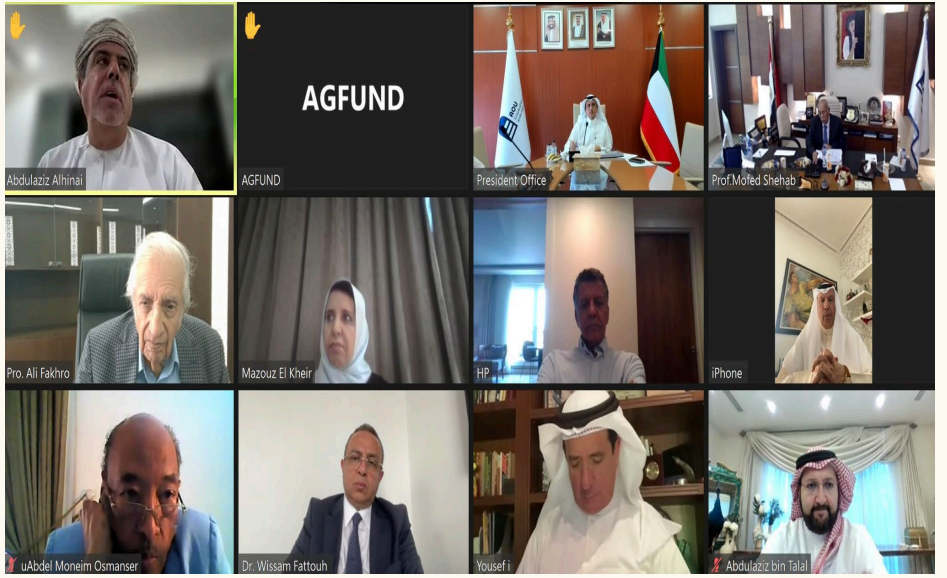 Abdulaziz Alhinai
AGFUND
AGFUND
AOU
President Office
Prof.Mofed Shehab
Pro. Ali Fakhro
Mazouz El Kheir
HP
iPhone
uAbdel Moneim Osmanser
Dr. Wissam Fattouh
Yousef i
Abdulaziz bin Talal